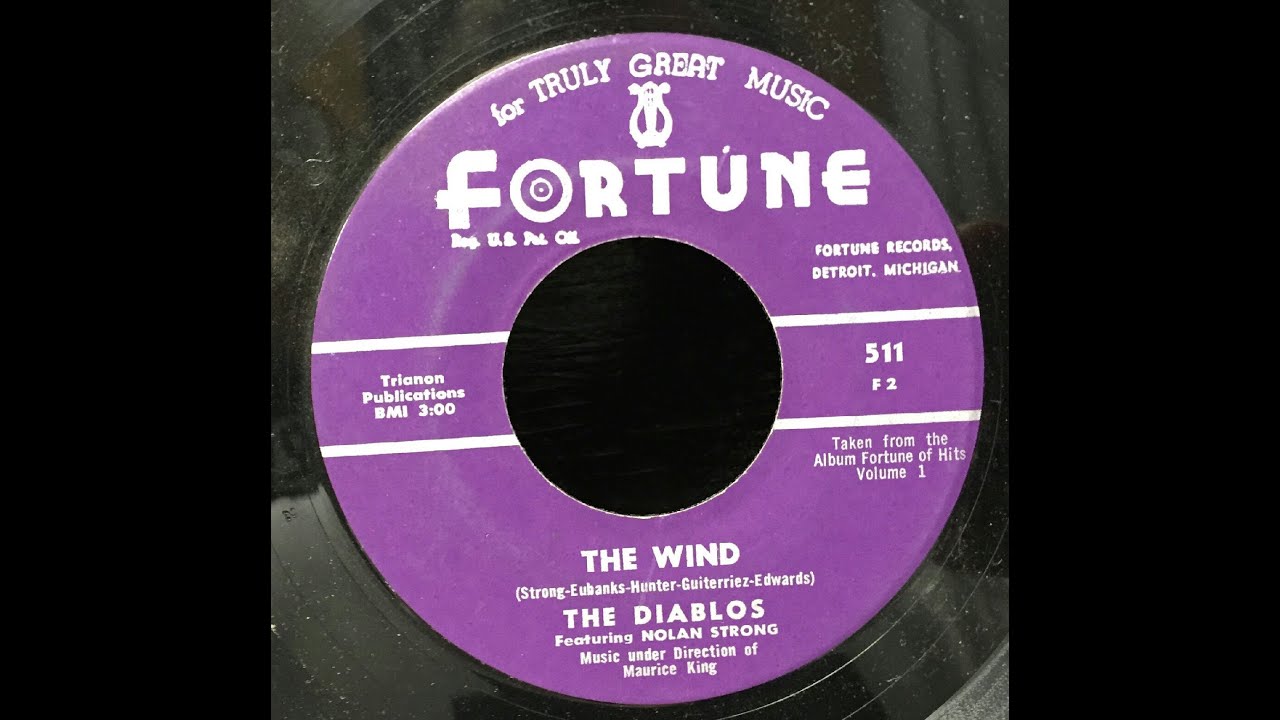 for TRULY GREAT MUSIC
FORTUNE
Reg. U.S. Pat. Off.
FORTUNE RECORDS,
DETROIT, MICHIGAN.
511
F 2
Trianon
Publications
BMI 3:00
Taken from the
Album Fortune of Hits
Volume 1
THE WIND
(Strong-Eubanks-Hunter-Guiterriez-Edwards)
THE DIABLOS
Featuring NOLAN STRONG
Music under Direction of
Maurice King